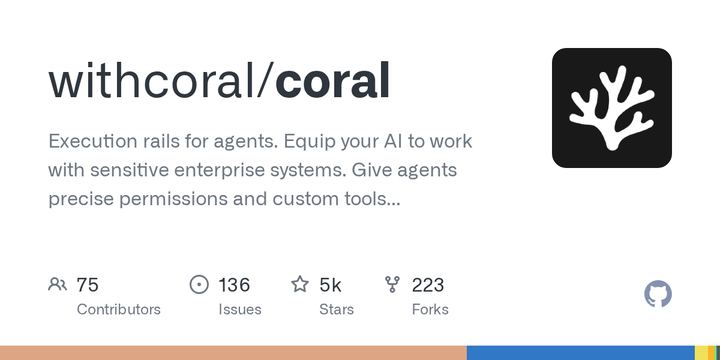 withcoral/coral
Execution rails for agents. Equip your AI to work
with sensitive enterprise systems. Give agents
precise permissions and custom tools...
75 136 5k 223
Contributors Issues Stars Forks